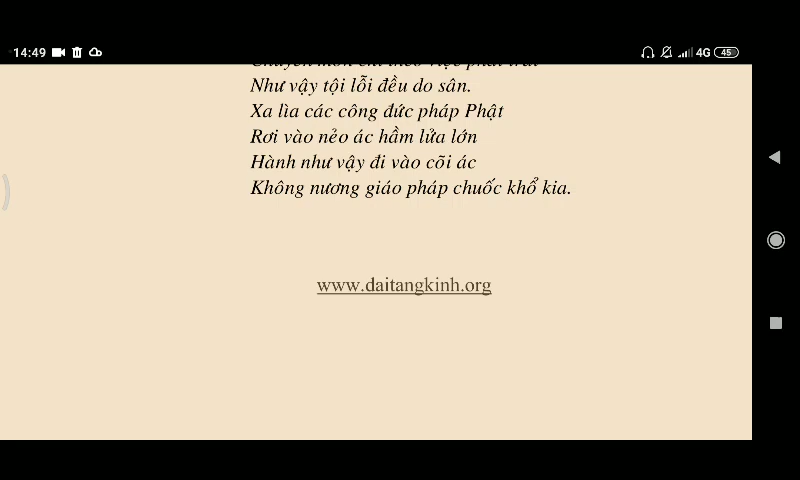 14:49
4G 45
Như vậy tội lỗi đều do sân.
Xa lìa các công đức pháp Phật
Rơi vào nẻo ác hầm lửa lớn
Hành như vậy đi vào cõi ác
Không nương giáo pháp chuốc khổ kia.
www.daitangkinh.org